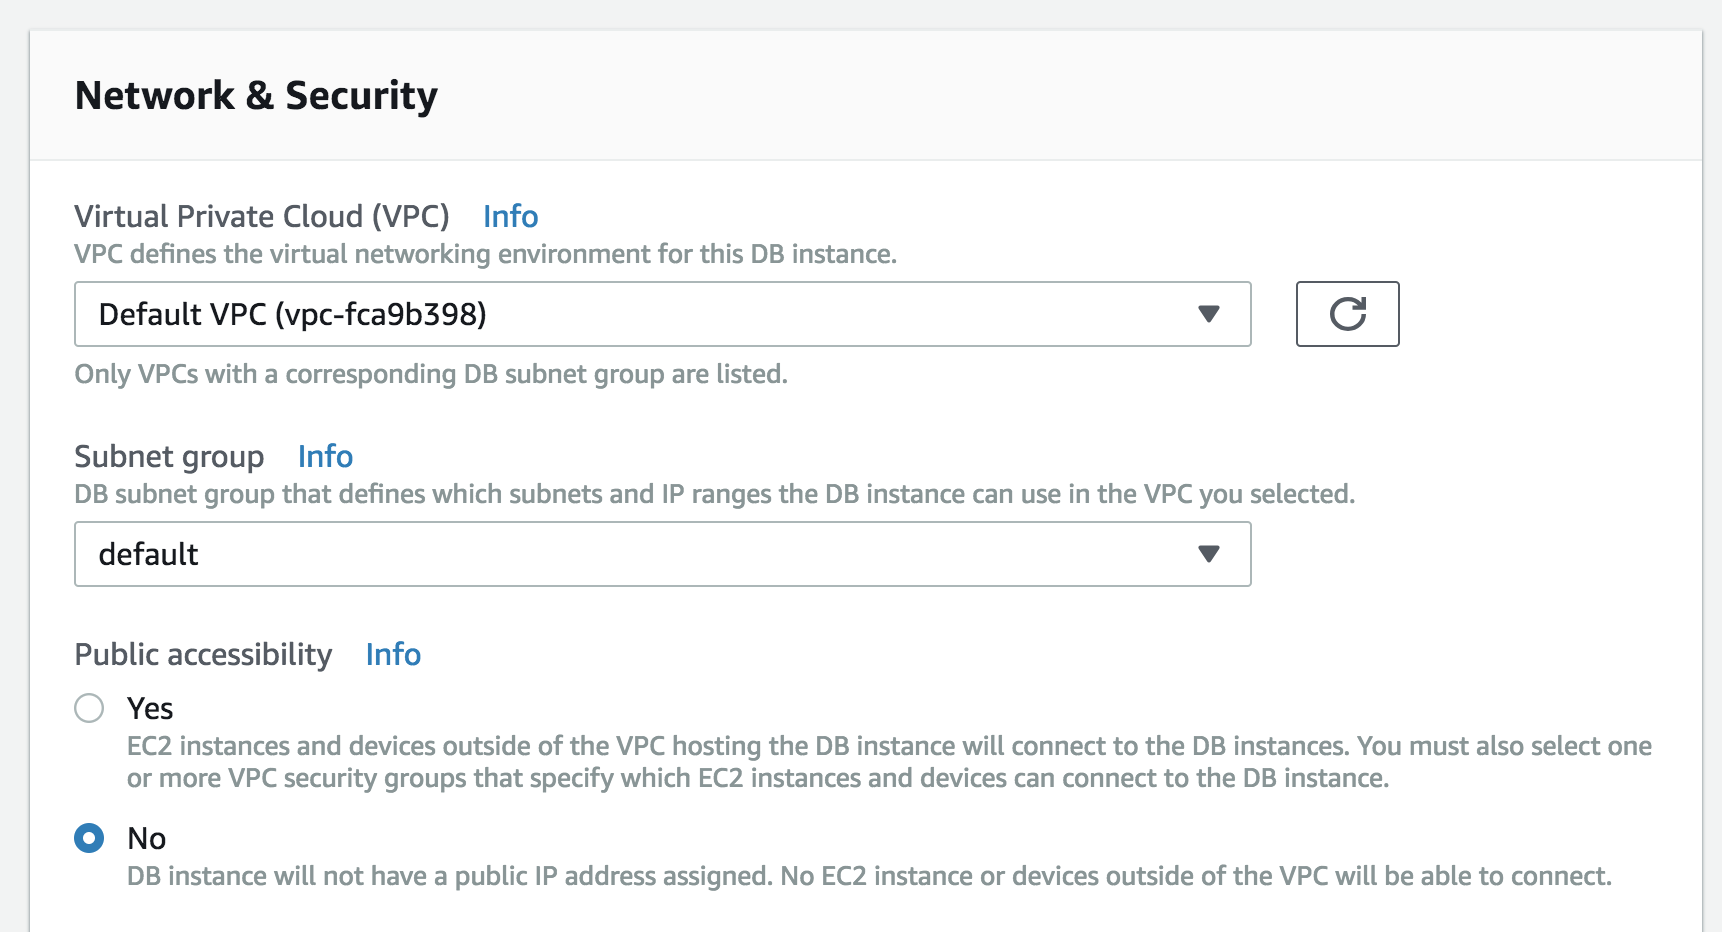 Network & Security
Virtual Private Cloud (VPC) Info
VPC defines the virtual networking environment for this DB instance.
Default VPC (vpc-fca9b398)
Only VPCs with a corresponding DB subnet group are listed.
Subnet group Info
DB subnet group that defines which subnets and IP ranges the DB instance can use in the VPC you selected.
default
Public accessibility Info
Yes
EC2 instances and devices outside of the VPC hosting the DB instance will connect to the DB instances. You must also select one
or more VPC security groups that specify which EC2 instances and devices can connect to the DB instance.
No
DB instance will not have a public IP address assigned. No EC2 instance or devices outside of the VPC will be able to connect.